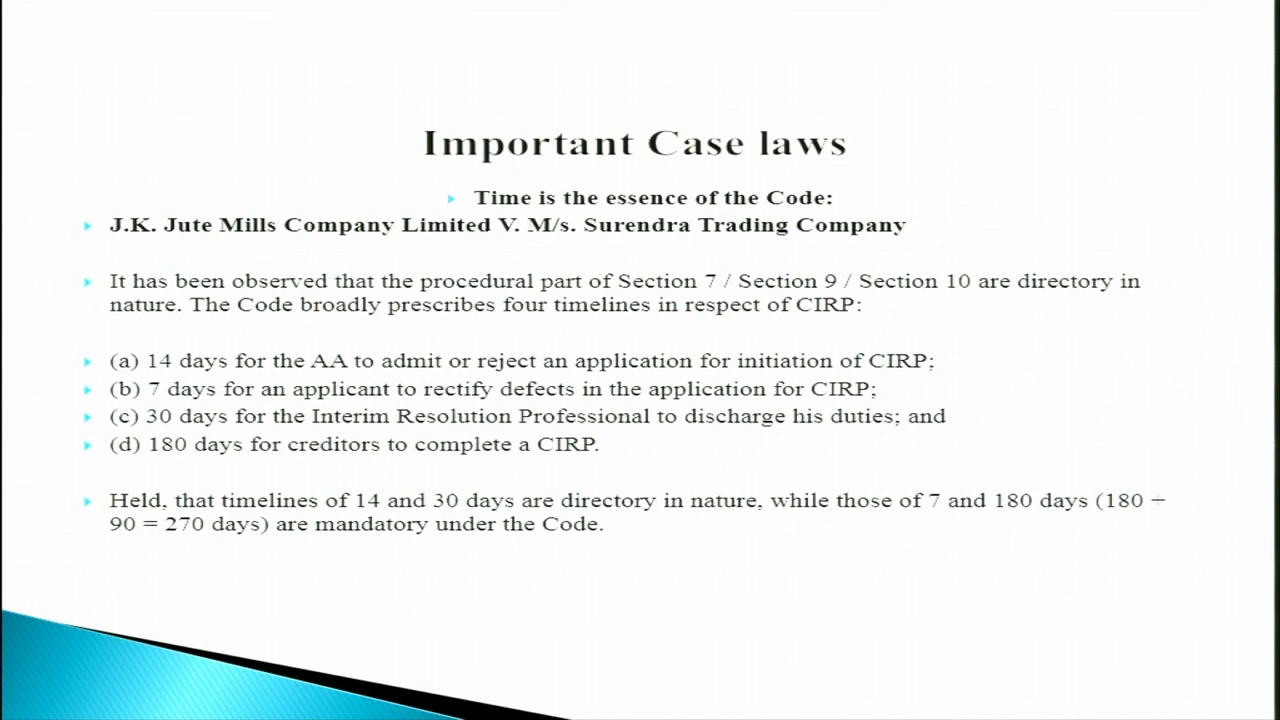 Important Case laws
Time is the essence of the Code:
J.K. Jute Mills Company Limited V. M/s. Surendra Trading Company
It has been observed that the procedural part of Section 7 / Section 9 / Section 10 are directory in
nature. The Code broadly prescribes four timelines in respect of CIRP:
(a) 14 days for the AA to admit or reject an application for initiation of CIRP;
(b) 7 days for an applicant to rectify defects in the application for CIRP;
(c) 30 days for the Interim Resolution Professional to discharge his duties; and
(d) 180 days for creditors to complete a CIRP.
Held, that timelines of 14 and 30 days are directory in nature, while those of 7 and 180 days (180 +
90 = 270 days) are mandatory under the Code.